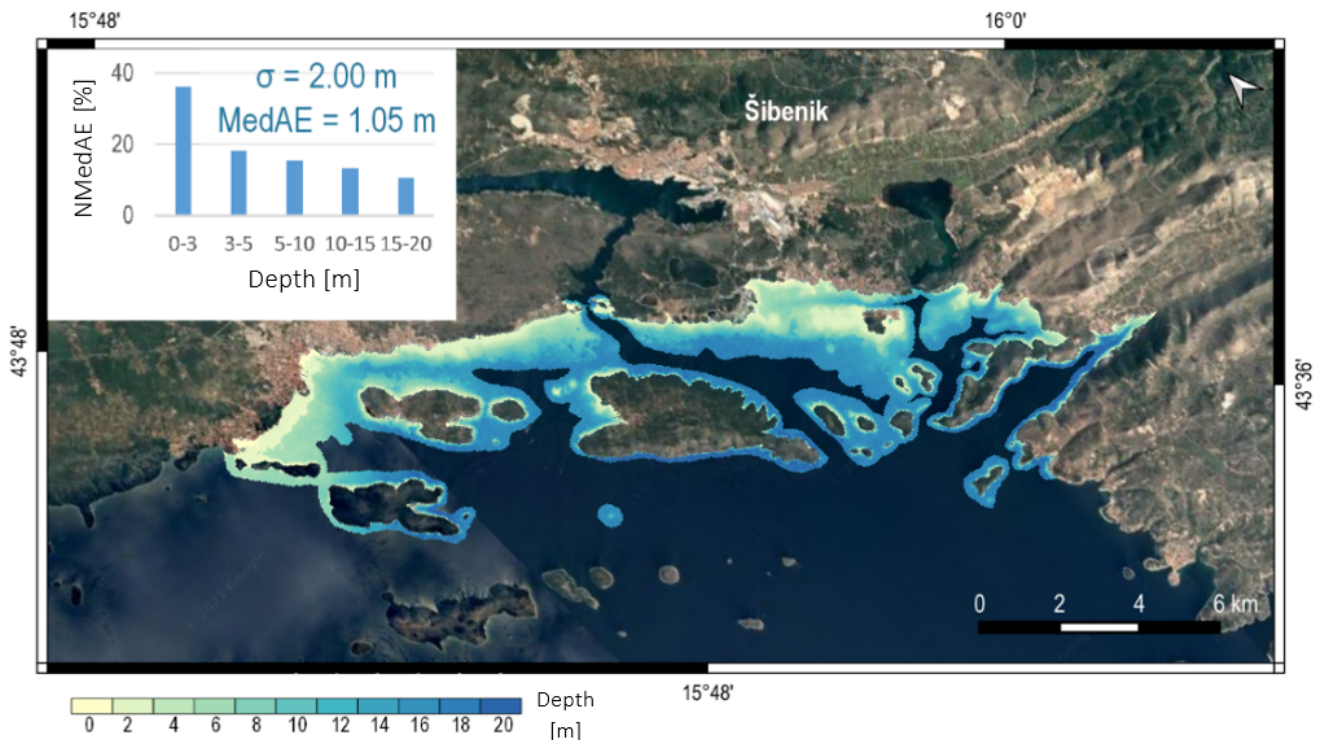 15°48'
16°0'
40
20
0
NMedAE [%]
σ = 2.00 m
MedAE = 1.05 m
0-3 3-5 5-10 10-15 15-20
Depth [m]
Šibenik
43°48'
43°36'
0 2 4 6 km
15°48'
0 2 4 6 8 10 12 14 16 18 20
Depth
[m]